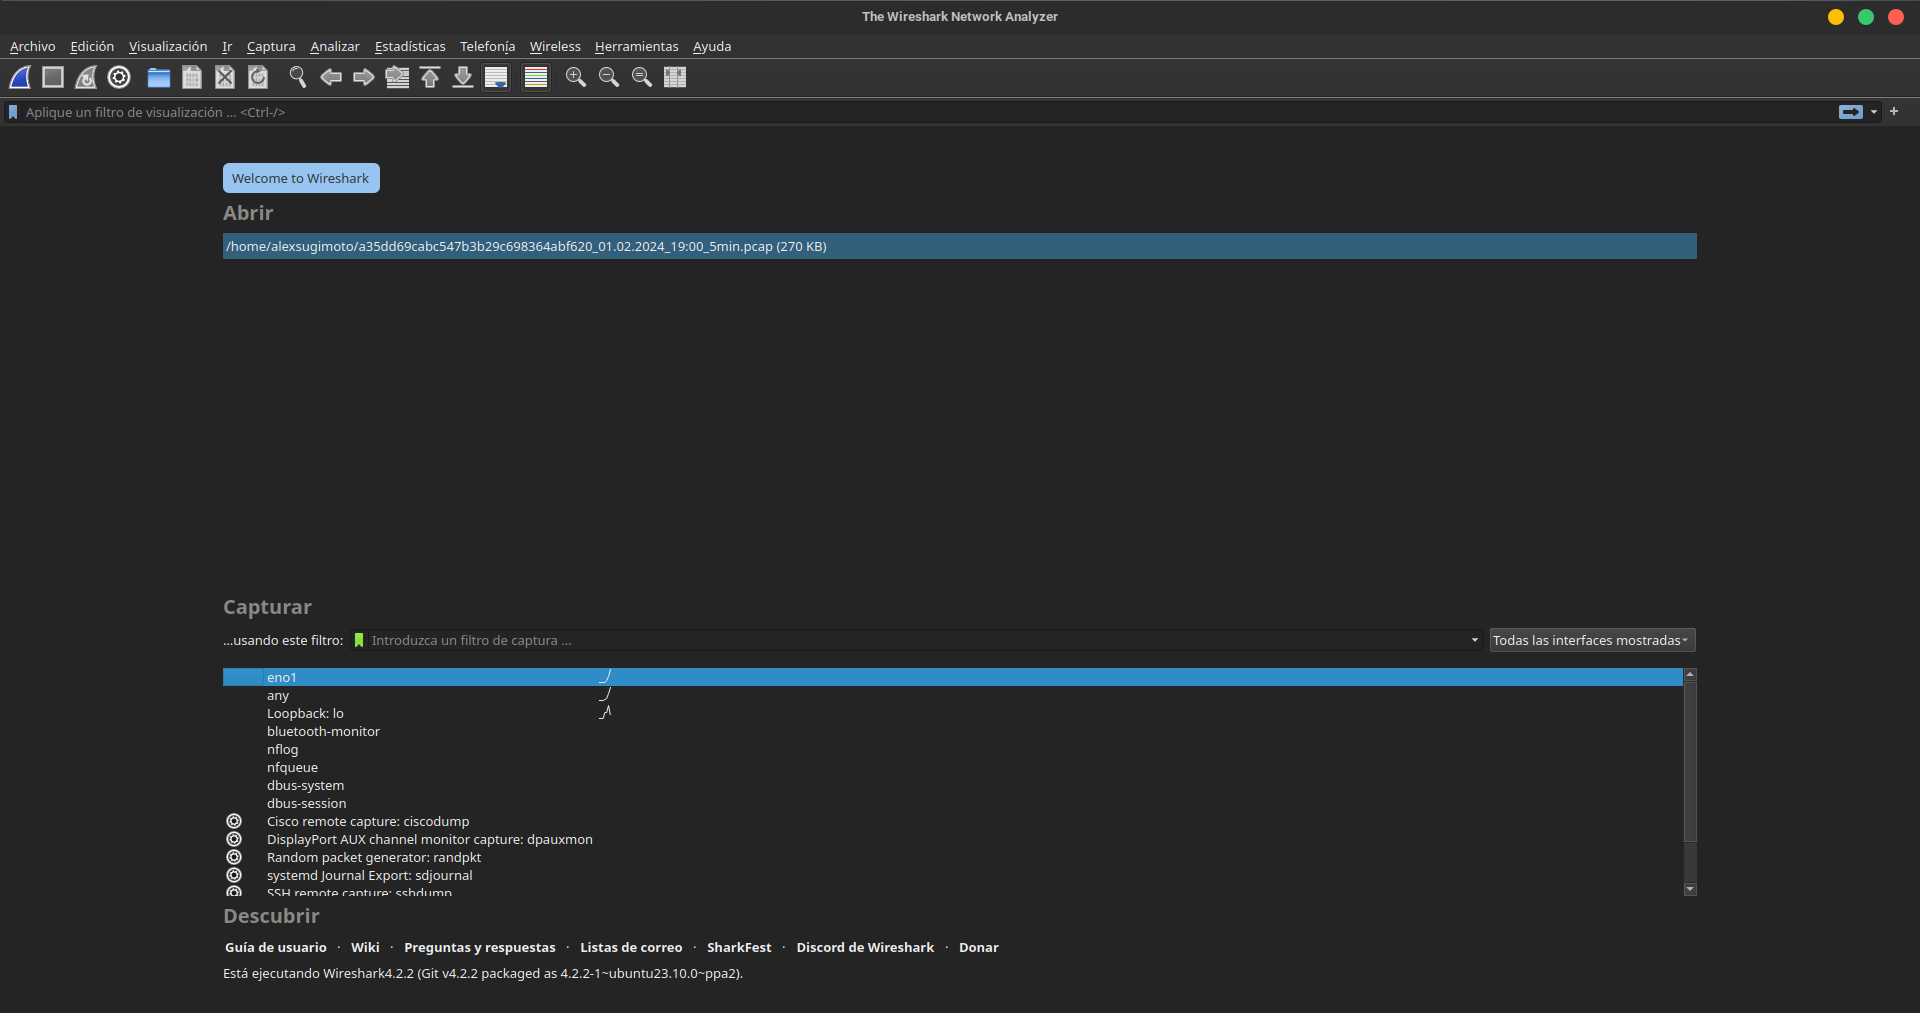 The Wireshark Network Analyzer
Archivo Edición Visualización Ir Captura Analizar Estadísticas Telefonía Wireless Herramientas Ayuda
Aplique un filtro de visualización ... <Ctrl-/>
Welcome to Wireshark
Abrir
/home/alexsugimoto/a35dd69cabc547b3b29c698364abf620_01.02.2024_19:00_5min.pcap (270 KB)
Capturar
...usando este filtro: Introduzca un filtro de captura ... Todas las interfaces mostradas
eno1
any
Loopback: lo
bluetooth-monitor
nflog
nfqueue
dbus-system
dbus-session
Cisco remote capture: ciscodump
DisplayPort AUX channel monitor capture: dpauxmon
Random packet generator: randpkt
systemd Journal Export: sdjournal
SSH remote capture: sshdump
Descubrir
Guía de usuario · Wiki · Preguntas y respuestas · Listas de correo · SharkFest · Discord de Wireshark · Donar
Está ejecutando Wireshark4.2.2 (Git v4.2.2 packaged as 4.2.2-1~ubuntu23.10.0~ppa2).